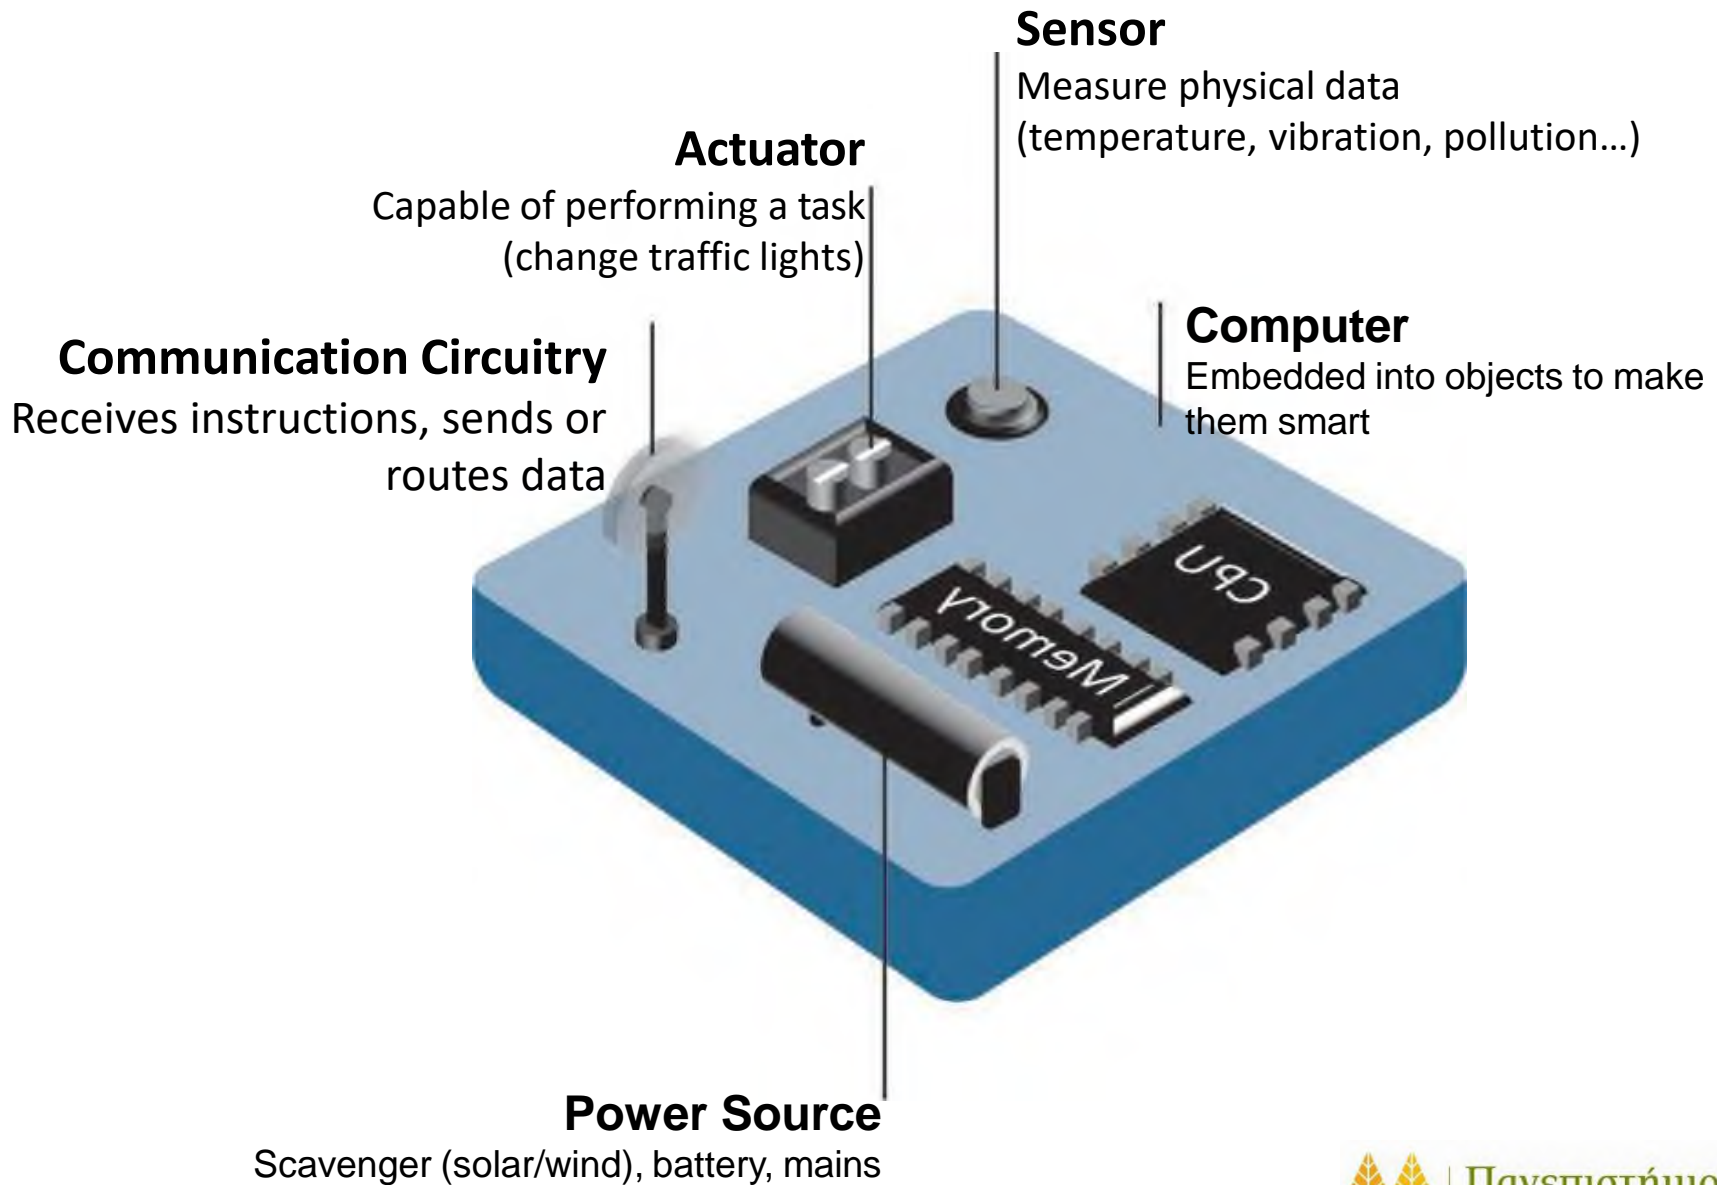 Sensor
Measure physical data
(temperature, vibration, pollution...)
Actuator
Capable of performing a task
(change traffic lights)
Computer
Embedded into objects to make
them smart
Communication Circuitry
Receives instructions, sends or
routes data
CPU
Memory
Power Source
Scavenger (solar/wind), battery, mains
Πανεπιστήμιο